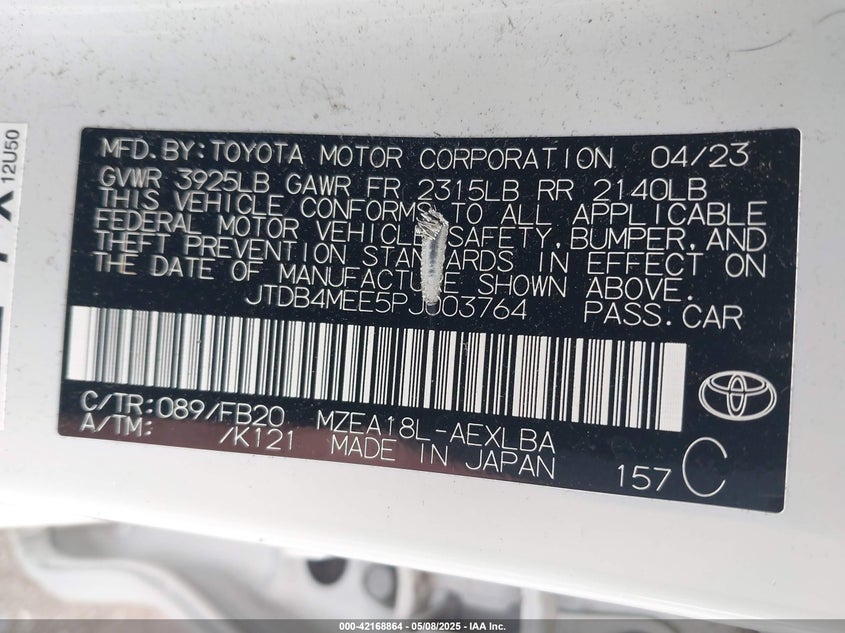 12U50
MFD.BY:TOYOTA MOTOR CORPORATION 04/23
GVWR 3925LB GAWR FR 2315LB RR 2140LB
THIS VEHICLE CONFORMS TO ALL APPLICABLE
FEDERAL MOTOR VEHICLE SAFETY, BUMPER, AND
THEFT PREVENTION STANDARDS IN EFFECT ON
THE DATE OF MANUFACTURE SHOWN ABOVE.
JTDB4MEE5PJ003764 PASS.CAR
C/TR:089/FB20 MZEA18L-AEXLBA
A/TM: /K121 MADE IN JAPAN
157 C
000-42168864 - 05/08/2025 - IAA Inc.